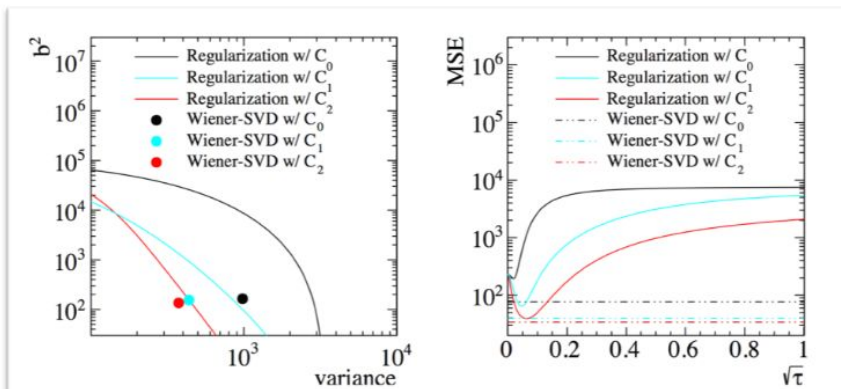 b²
10⁷
10⁶
10⁵
10⁴
10³
10²
Regularization w/ C₀
Regularization w/ C₁
Regularization w/ C₂
Wiener-SVD w/ C₀
Wiener-SVD w/ C₁
Wiener-SVD w/ C₂
10³
10⁴
variance
MSE
10⁶
10⁵
10⁴
10³
10²
Regularization w/ C₀
Regularization w/ C₁
Regularization w/ C₂
Wiener-SVD w/ C₀
Wiener-SVD w/ C₁
Wiener-SVD w/ C₂
0
0.2
0.4
0.6
0.8
1
√τ